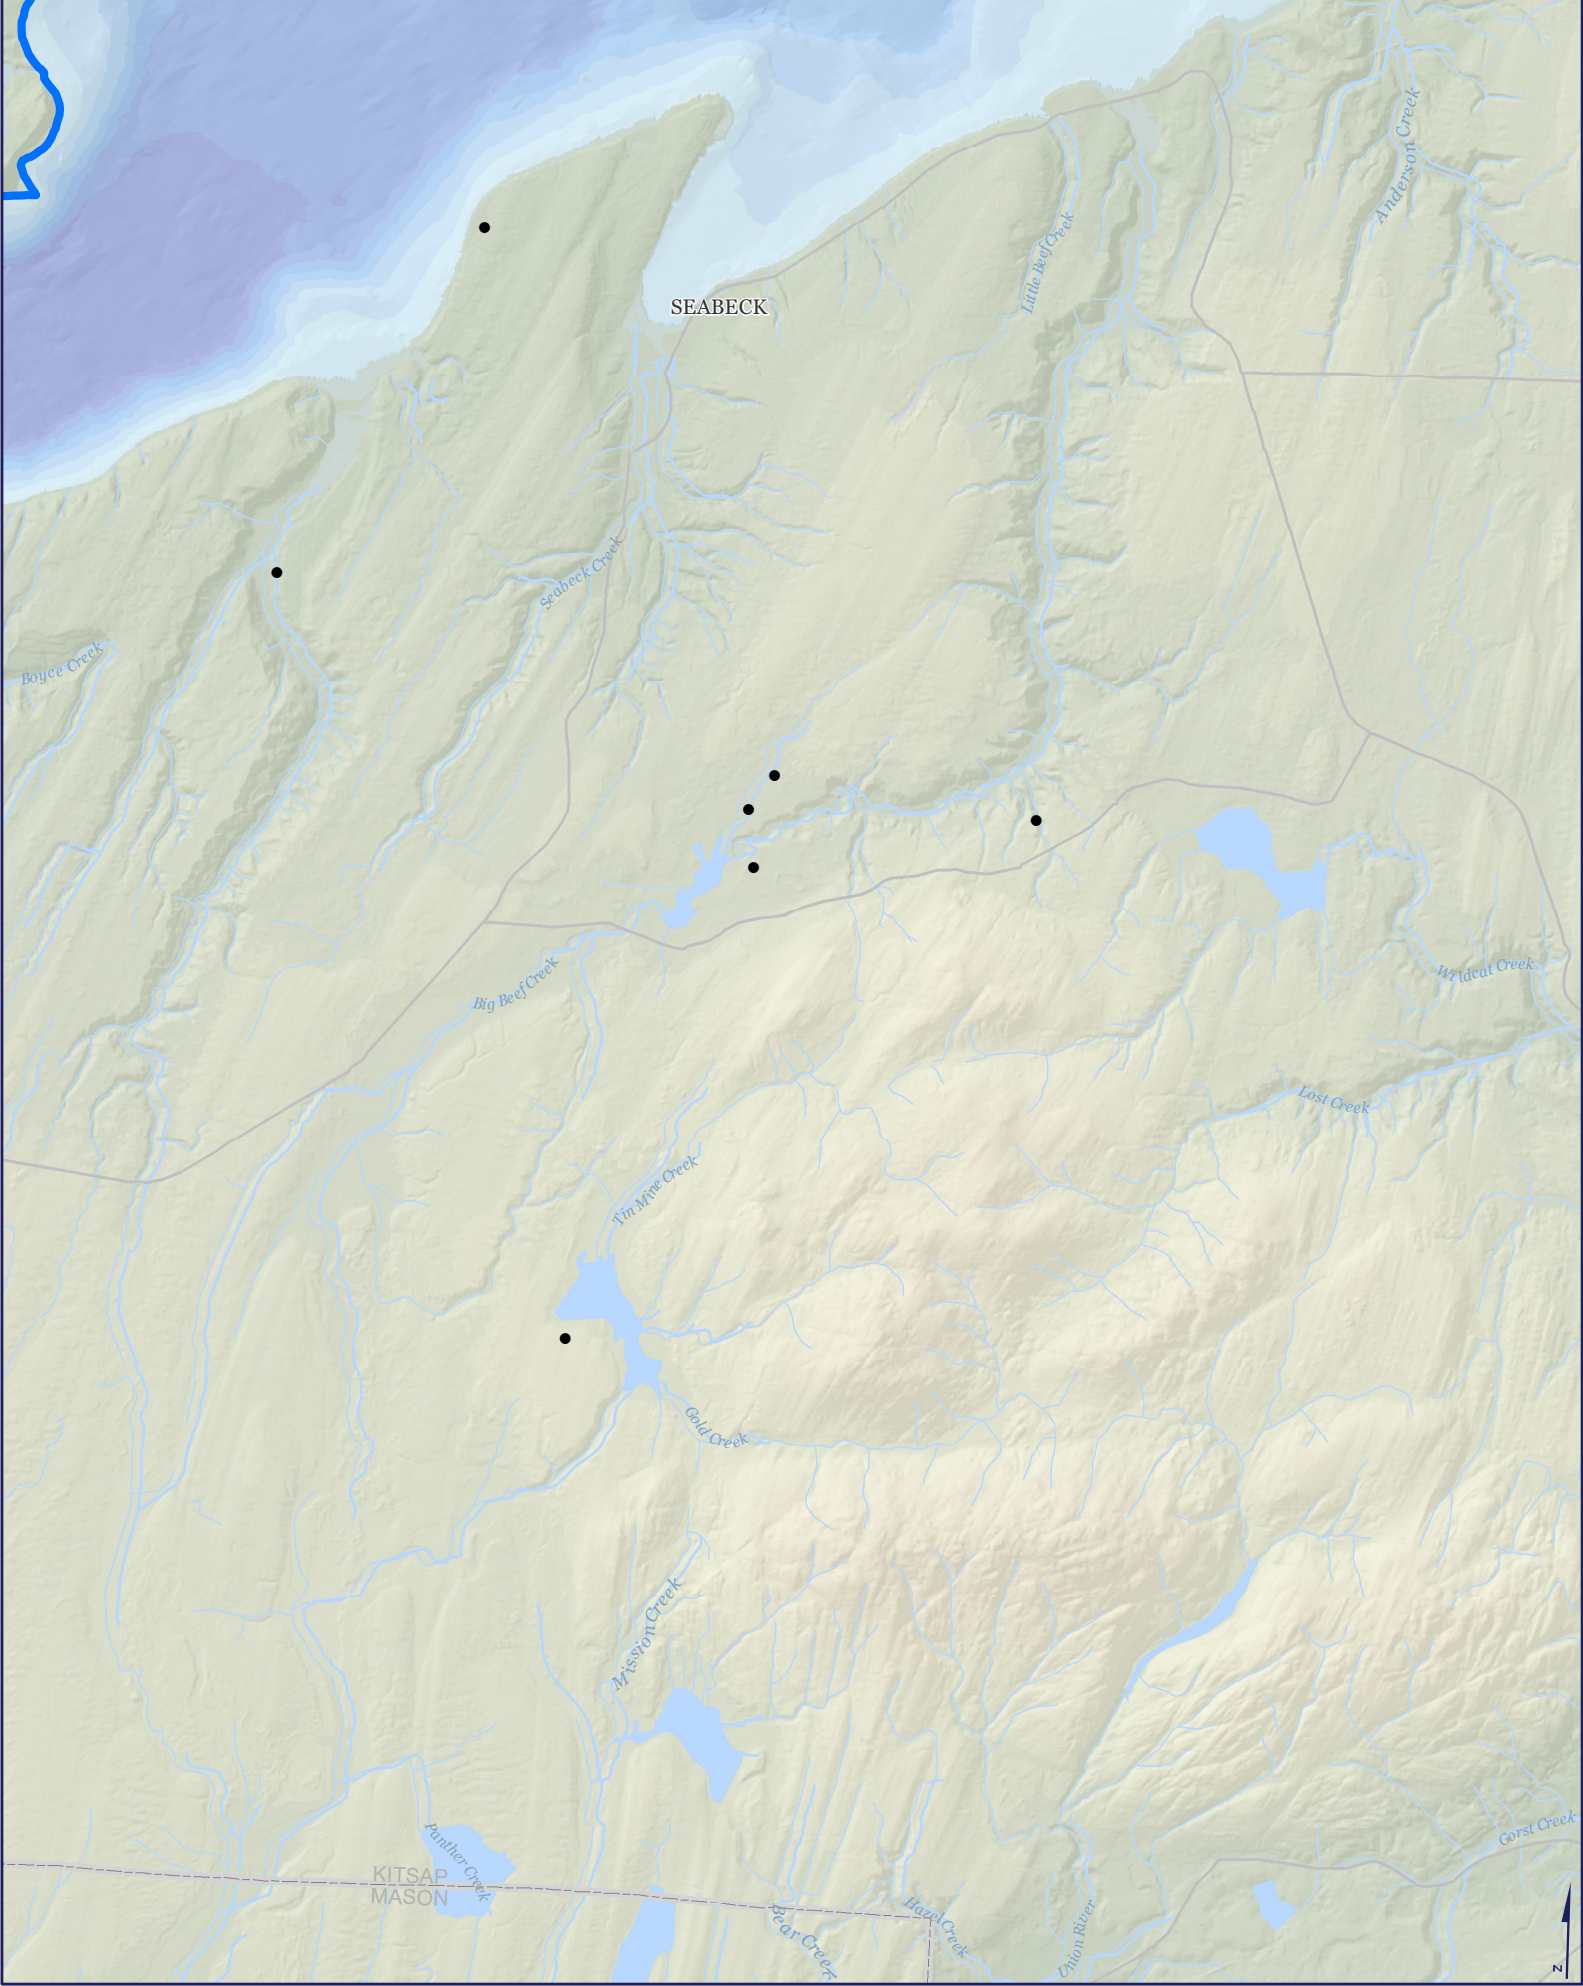 Anderson Creek
Little Beef Creek
SEABECK
Seabeck Creek
Boyce Creek
Big Beef Creek
Wildcat Creek
Lost Creek
Tin Mine Creek
Gold Creek
Mission Creek
Panther Creek
Gorst Creek
KITSAP
MASON
Bear Creek
Hazel Creek
Union River
N